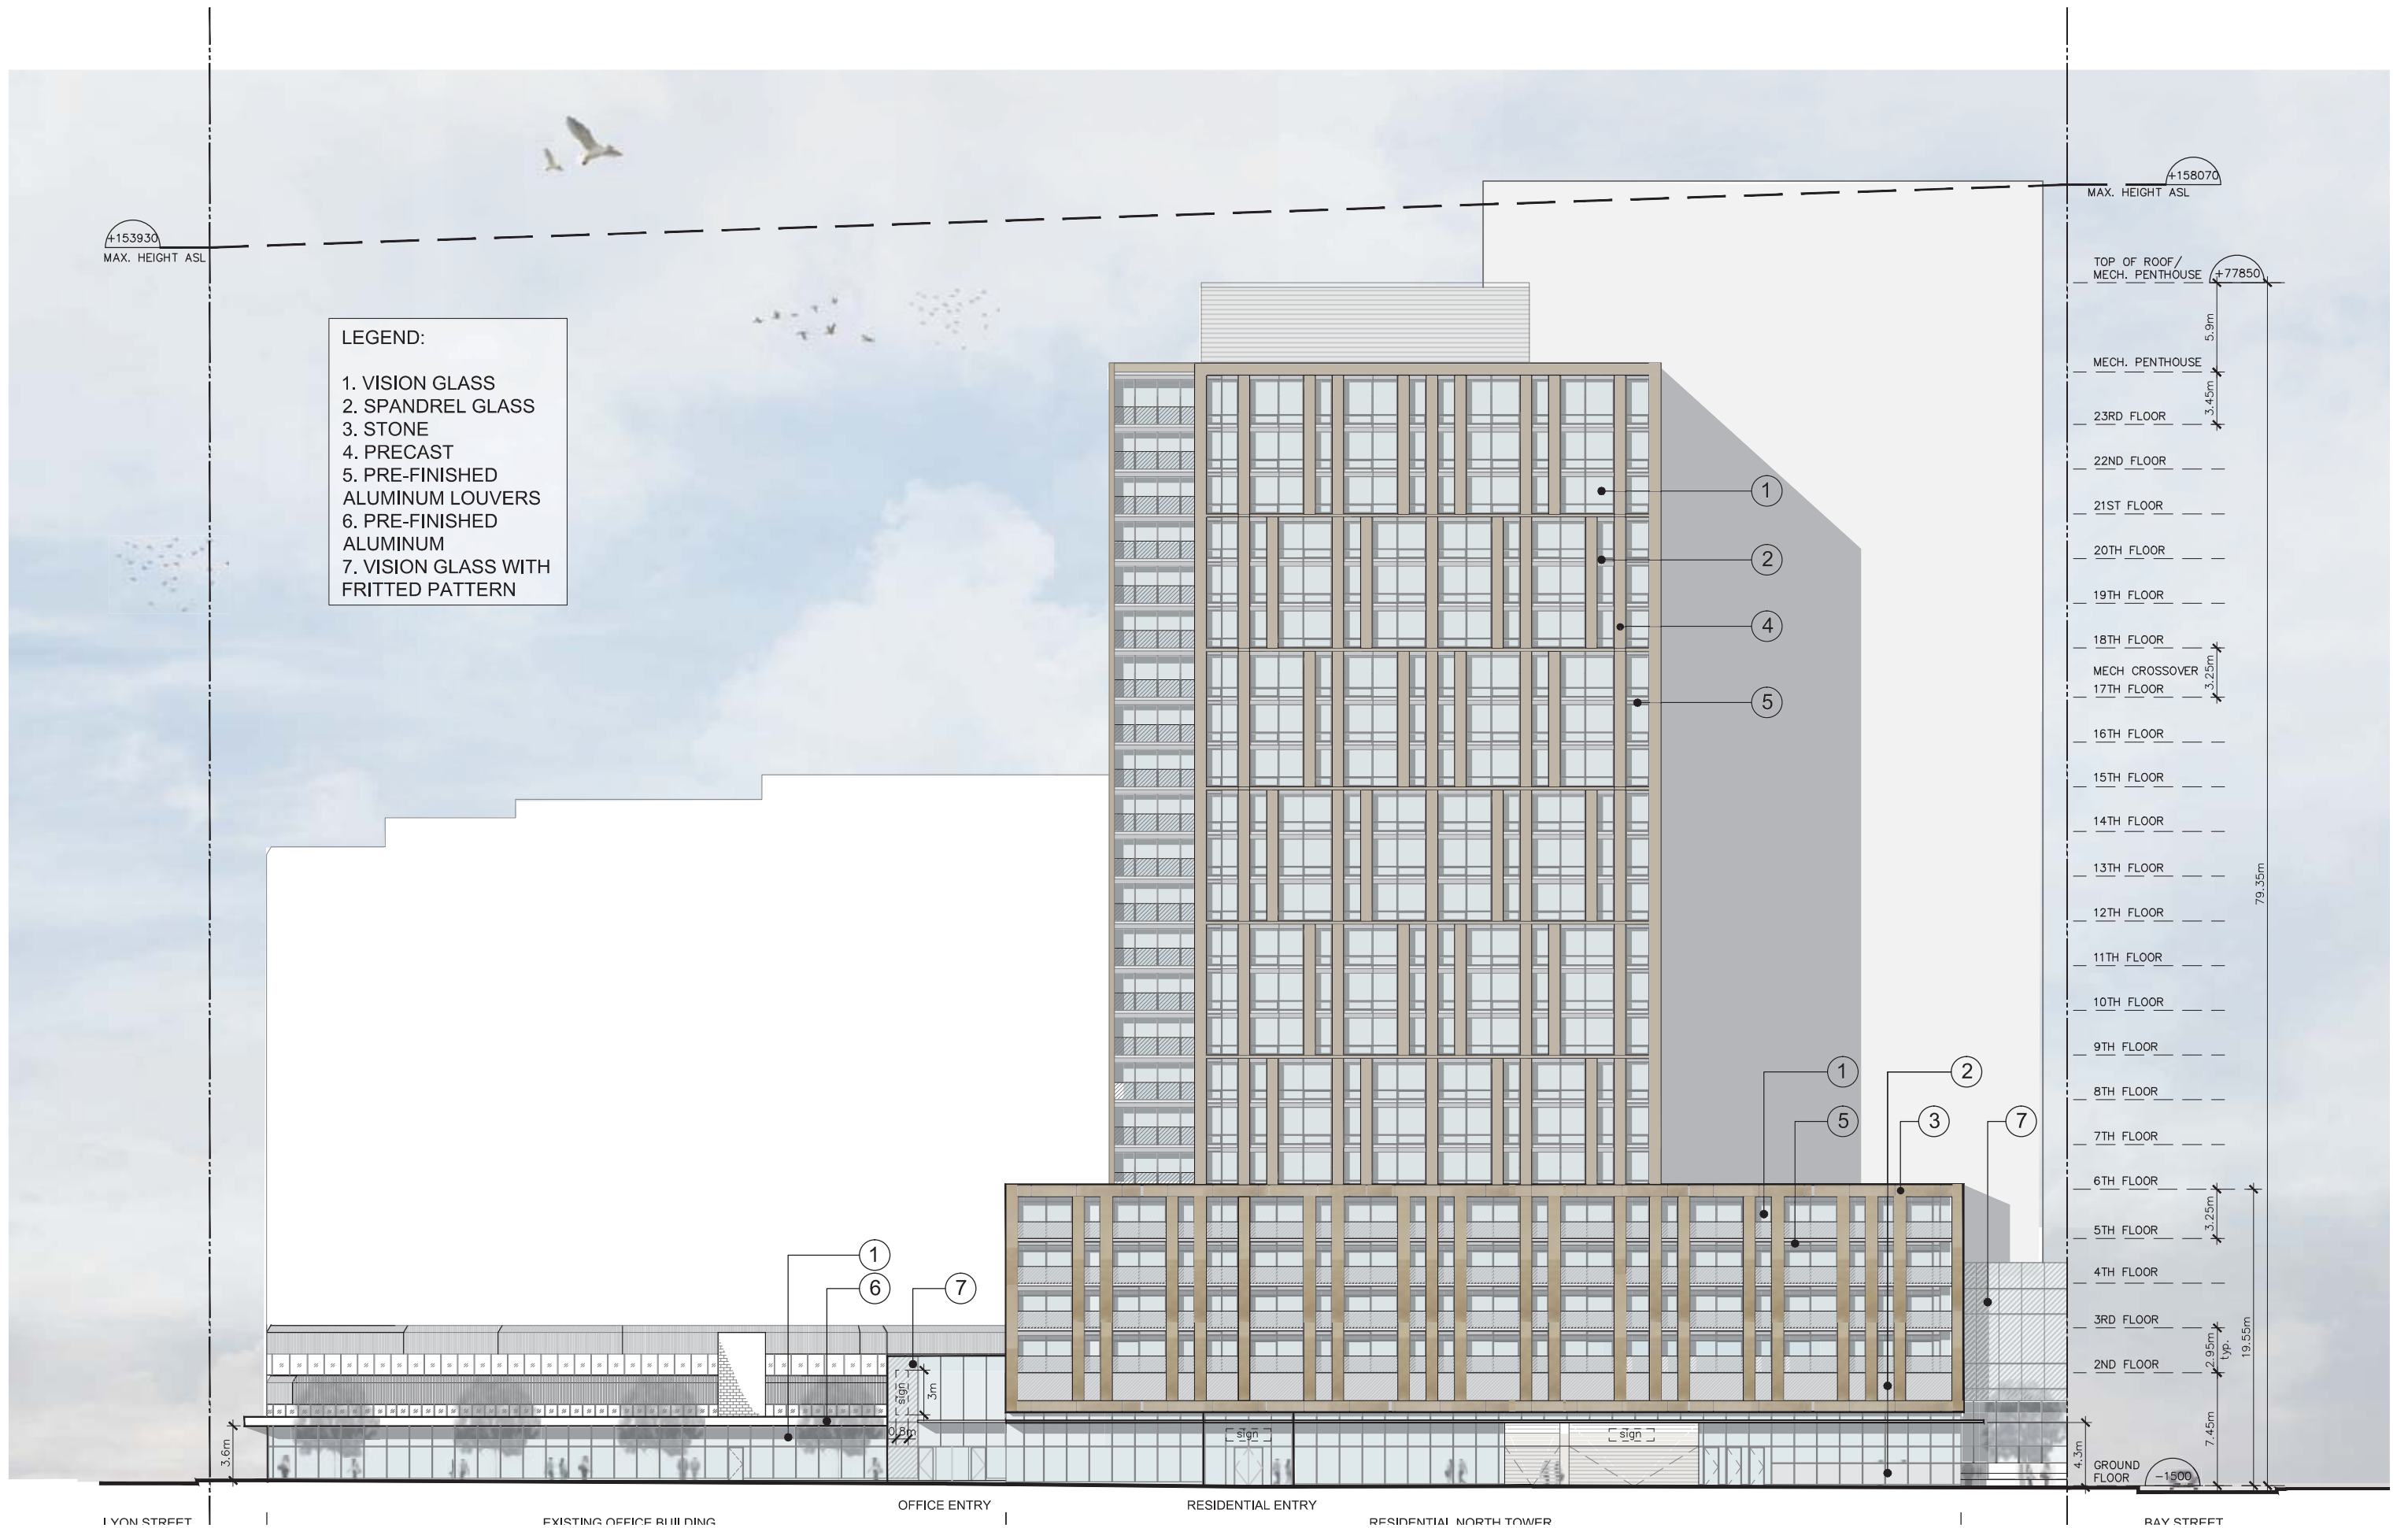 +153930
MAX. HEIGHT ASL
+158070
MAX. HEIGHT ASL
LEGEND:
1. VISION GLASS
2. SPANDREL GLASS
3. STONE
4. PRECAST
5. PRE-FINISHED
ALUMINUM LOUVERS
6. PRE-FINISHED
ALUMINUM
7. VISION GLASS WITH
FRITTED PATTERN
TOP OF ROOF/
MECH. PENTHOUSE
+77850
5.9m
MECH. PENTHOUSE
3.45m
23RD FLOOR
22ND FLOOR
21ST FLOOR
20TH FLOOR
19TH FLOOR
18TH FLOOR
MECH CROSSOVER
3.25m
17TH FLOOR
16TH FLOOR
15TH FLOOR
14TH FLOOR
13TH FLOOR
79.35m
12TH FLOOR
11TH FLOOR
10TH FLOOR
9TH FLOOR
8TH FLOOR
7TH FLOOR
6TH FLOOR
3.25m
5TH FLOOR
4TH FLOOR
3RD FLOOR
2.95m
typ.
19.55m
2ND FLOOR
7.45m
4.3m
GROUND
FLOOR
-1500
1
2
4
5
1
2
5
3
7
1
6
7
sign
3m
0.8m
3.6m
sign
sign
OFFICE ENTRY
RESIDENTIAL ENTRY
LYON STREET
EXISTING OFFICE BUILDING
RESIDENTIAL NORTH TOWER
BAY STREET